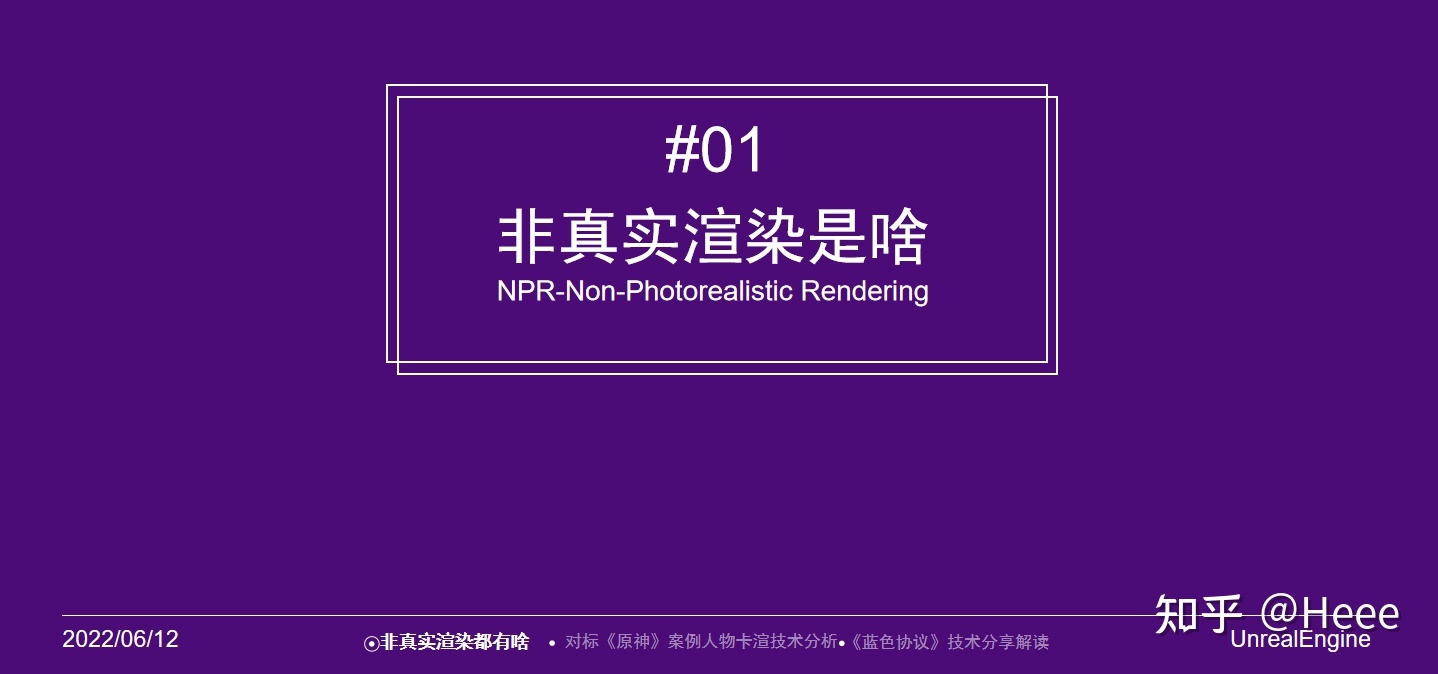 #01
非真实渲染是啥
NPR-Non-Photorealistic Rendering
知乎 @Heee
2022/06/12
非真实渲染都有啥 • 对标《原神》案例人物卡渲技术分析•《蓝色协议》技术分享解读
UnrealEngine